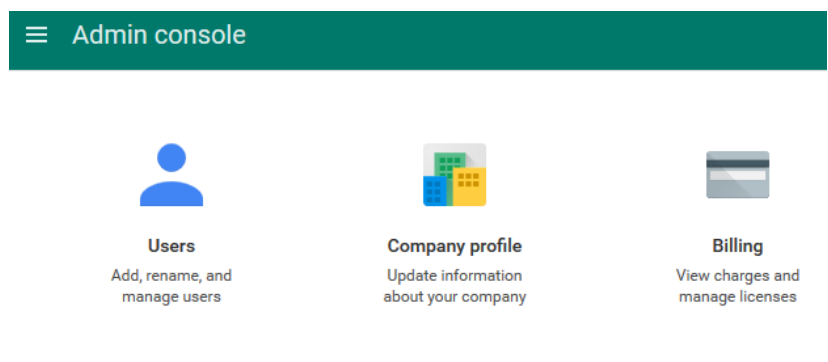 Admin console
Users
Add, rename, and
manage users
Company profile
Update information
about your company
Billing
View charges and
manage licenses